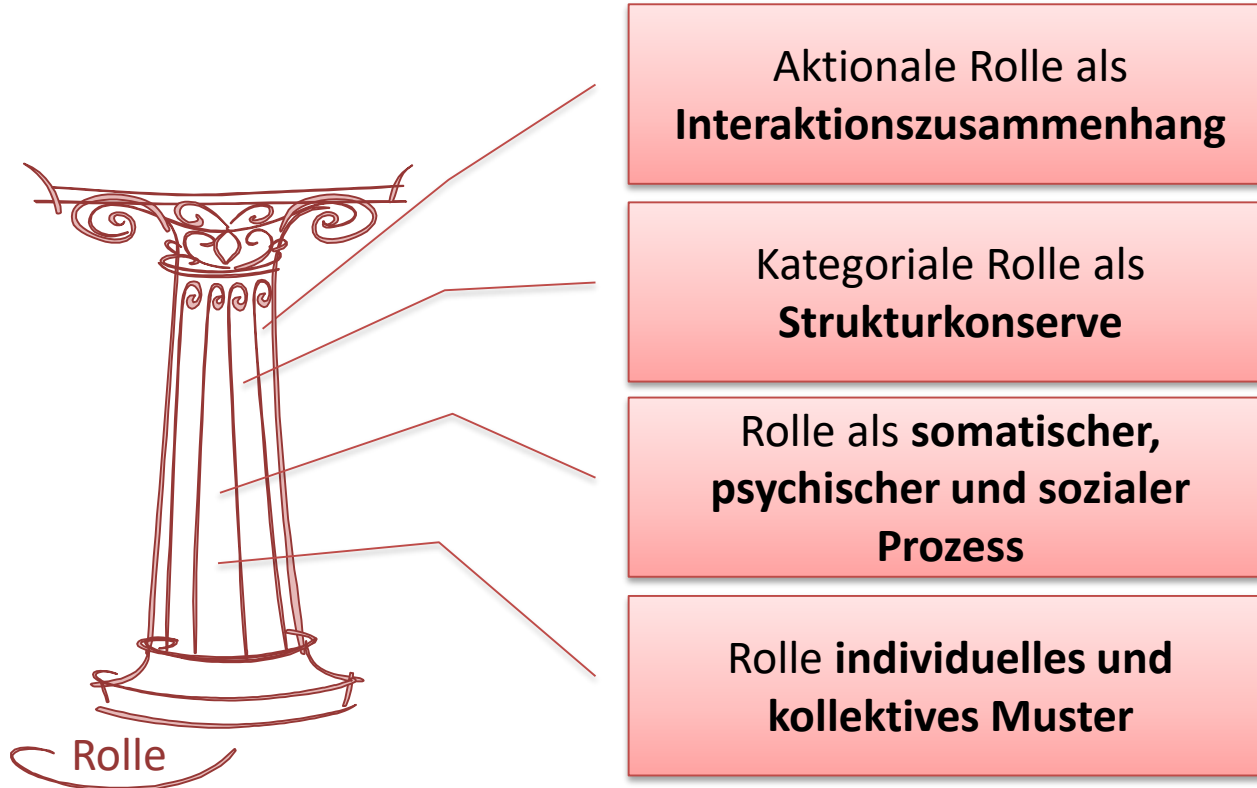 Aktionale Rolle als
Interaktionszusammenhang
Kategoriale Rolle als
Strukturkonserve
Rolle als somatischer,
psychischer und sozialer
Prozess
Rolle individuelles und
kollektives Muster
Rolle